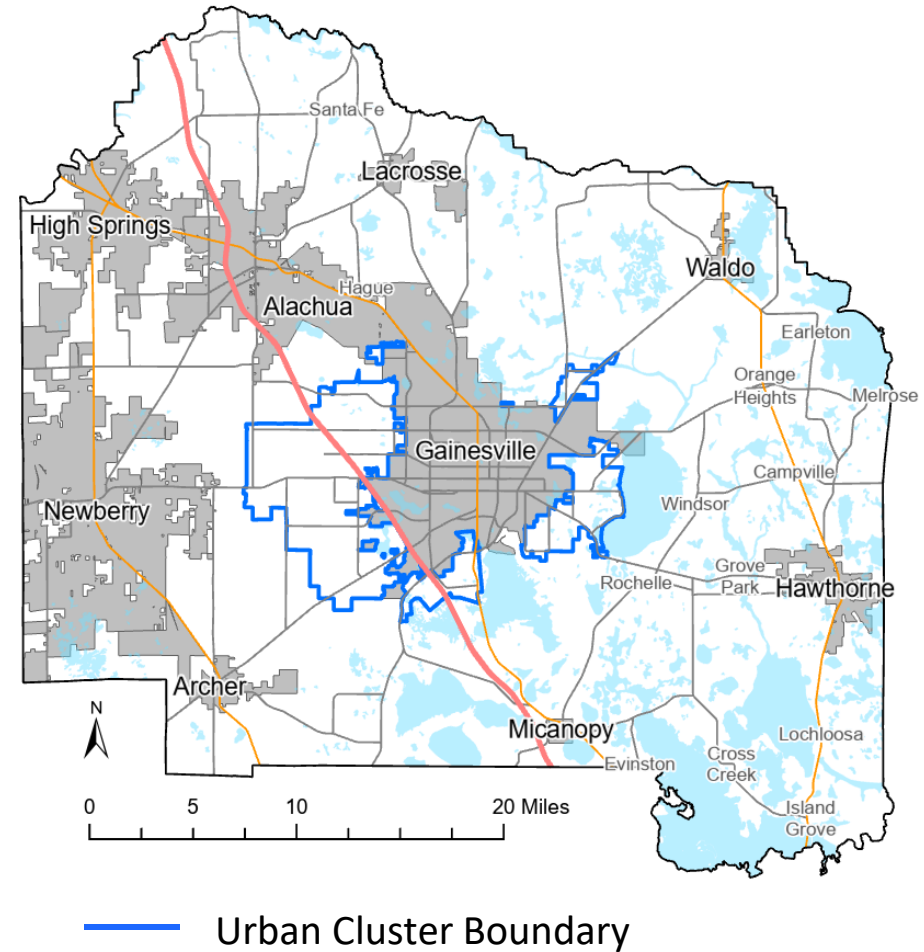 Santa Fe
Lacrosse
High Springs
Waldo
Hague
Alachua
Earleton
Orange
Heights
Melrose
Gainesville
Campville
Windsor
Newberry
Grove
Park
Rochelle
Hawthorne
Archer
N
Micanopy
Lochloosa
Cross
Creek
Evinston
Island
Grove
0 5 10 20 Miles
Urban Cluster Boundary